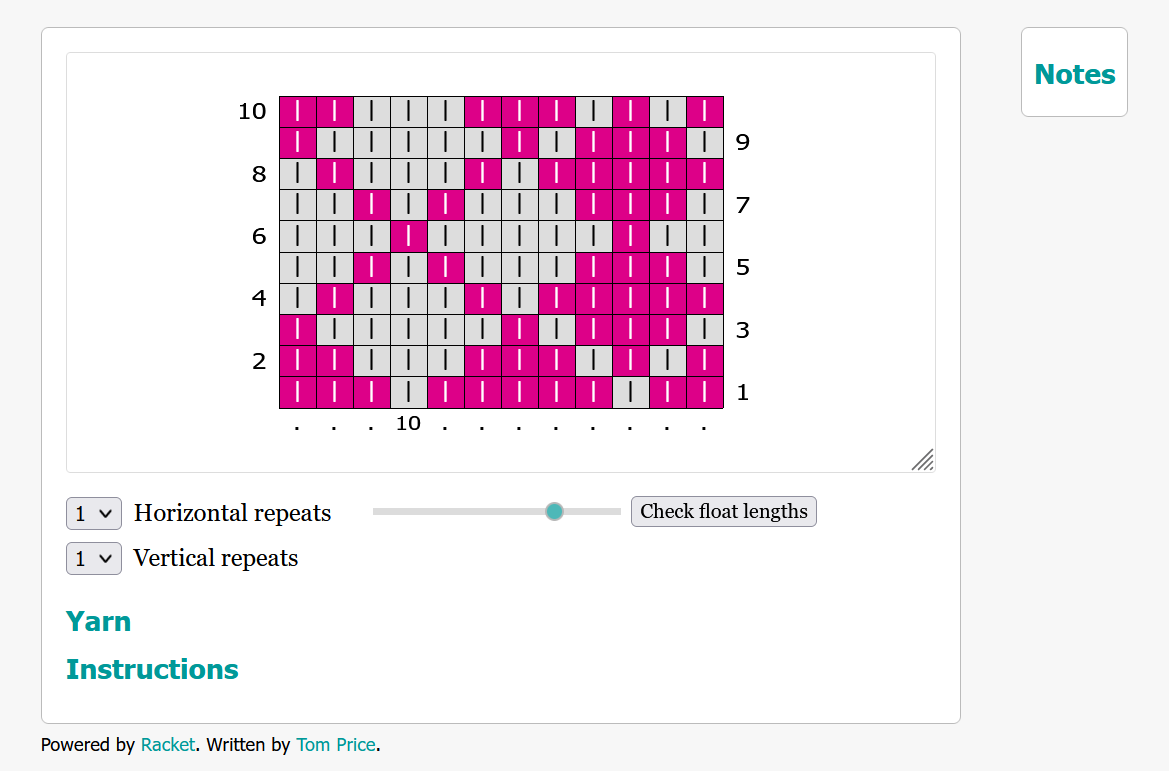 Notes
10
9
8
7
6
5
4
3
2
1
. . . 10 . . . . . . . .
1 Horizontal repeats Check float lengths
1 Vertical repeats
Yarn
Instructions
Powered by Racket. Written by Tom Price.